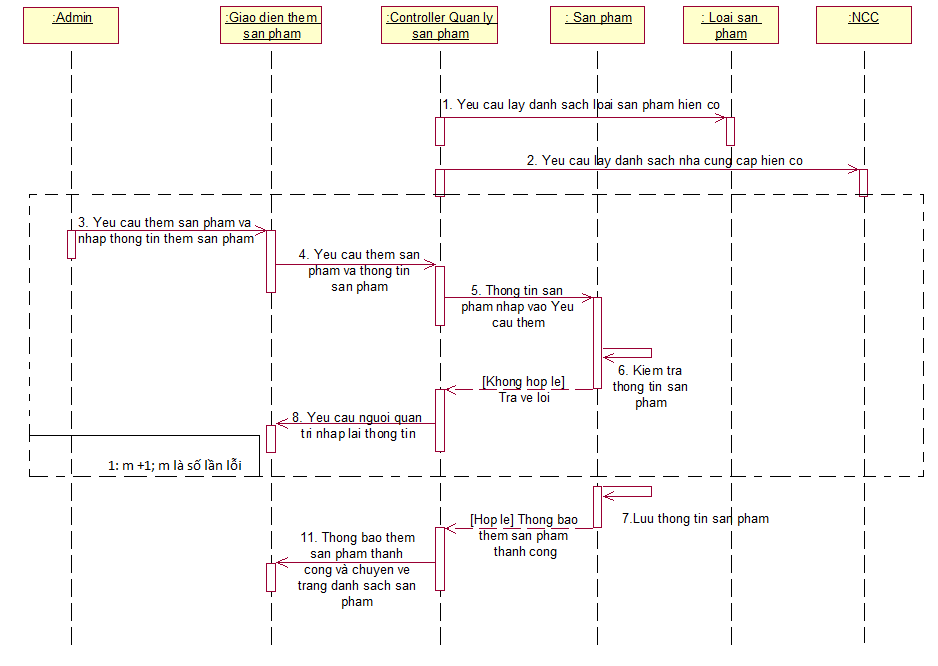 :Admin
:Giao dien them
san pham
:Controller Quan ly
san pham
: San pham
: Loai san
pham
:NCC
1. Yeu cau lay danh sach loai san pham hien co
2. Yeu cau lay danh sach nha cung cap hien co
3. Yeu cau them san pham va
nhap thong tin them san pham
4. Yeu cau them san
pham va thong tin
san pham
5. Thong tin san
pham nhap vao Yeu
cau them
6. Kiem tra
thong tin san
pham
[Khong hop le]
Tra ve loi
8. Yeu cau nguoi quan
tri nhap lai thong tin
1: m +1; m là số lần lỗi
7.Luu thong tin san pham
[Hop le] Thong bao
them san pham
thanh cong
11. Thong bao them
san pham thanh
cong và chuyen ve
trang danh sach san
pham